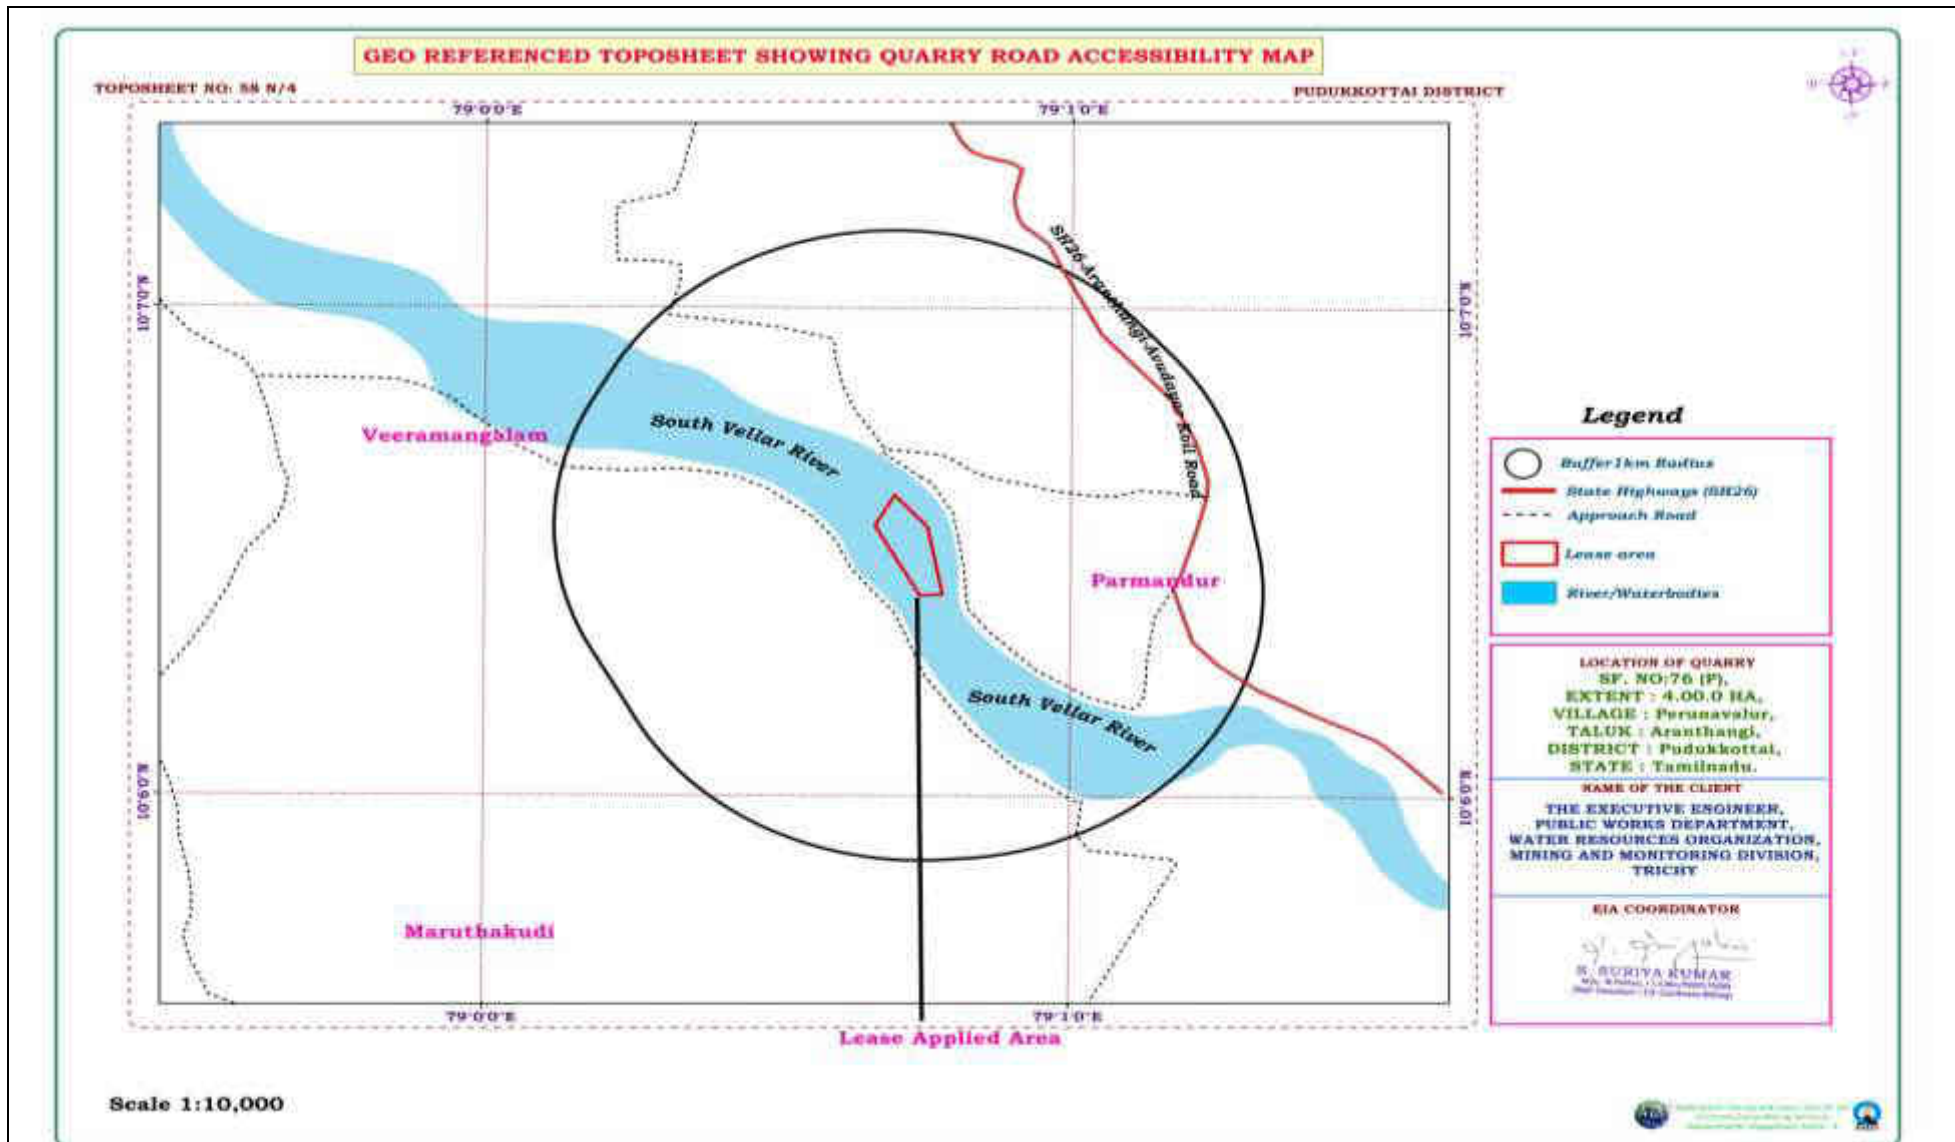 GEO REFERENCED TOPOSHEET SHOWING QUARRY ROAD ACCESSIBILITY MAP
TOPOSHEET NO: 58 N/4
PUDUKKOTTAI DISTRICT
79°0'0"E
79°1'0"E
10°7'0"N
10°7'0"N
SH26-Aranthangi-Avudayar Koil Road
Veeramangalam
South Vellar River
Parmandur
South Vellar River
10°6'0"N
10°6'0"N
Maruthakudi
79°0'0"E
79°1'0"E
Lease Applied Area
Scale 1:10,000
Legend
Buffer 1km Radius
State Highways (SH26)
Approach Road
Lease area
River/Waterbodies
LOCATION OF QUARRY
SF. NO:76 (P),
EXTENT : 4.00.0 HA,
VILLAGE : Perunavalur,
TALUK : Aranthangi,
DISTRICT : Pudukkottai,
STATE : Tamilnadu.
NAME OF THE CLIENT
THE EXECUTIVE ENGINEER,
PUBLIC WORKS DEPARTMENT,
WATER RESOURCES ORGANIZATION,
MINING AND MONITORING DIVISION,
TRICHY
EIA COORDINATOR
S. SURIYA KUMAR